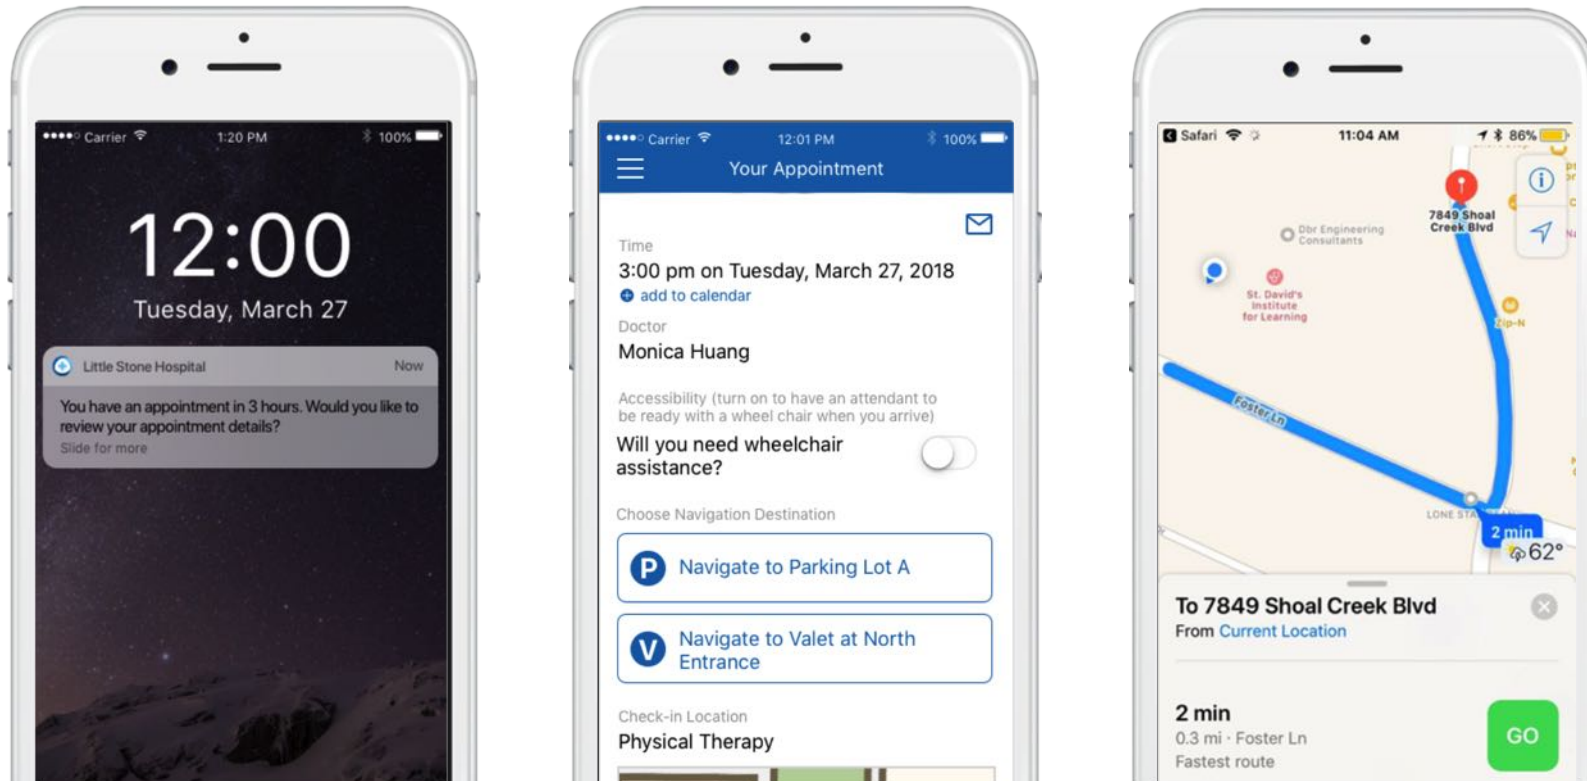 Carrier 1:20 PM 100%
12:00
Tuesday, March 27
Little Stone Hospital Now
You have an appointment in 3 hours. Would you like to
review your appointment details?
Slide for more
Carrier 12:01 PM 100%
Your Appointment
Time
3:00 pm on Tuesday, March 27, 2018
add to calendar
Doctor
Monica Huang
Accessibility (turn on to have an attendant to
be ready with a wheel chair when you arrive)
Will you need wheelchair
assistance?
Choose Navigation Destination
P Navigate to Parking Lot A
V Navigate to Valet at North
Entrance
Check-in Location
Physical Therapy
Safari 11:04 AM 86%
7849 Shoal
Creek Blvd
Dbr Engineering
Consultants
St. David's
Institute
for Learning
Zip-N
Foster Ln
LONE
2 min
62°
To 7849 Shoal Creek Blvd
From Current Location
2 min
0.3 mi · Foster Ln
Fastest route
GO